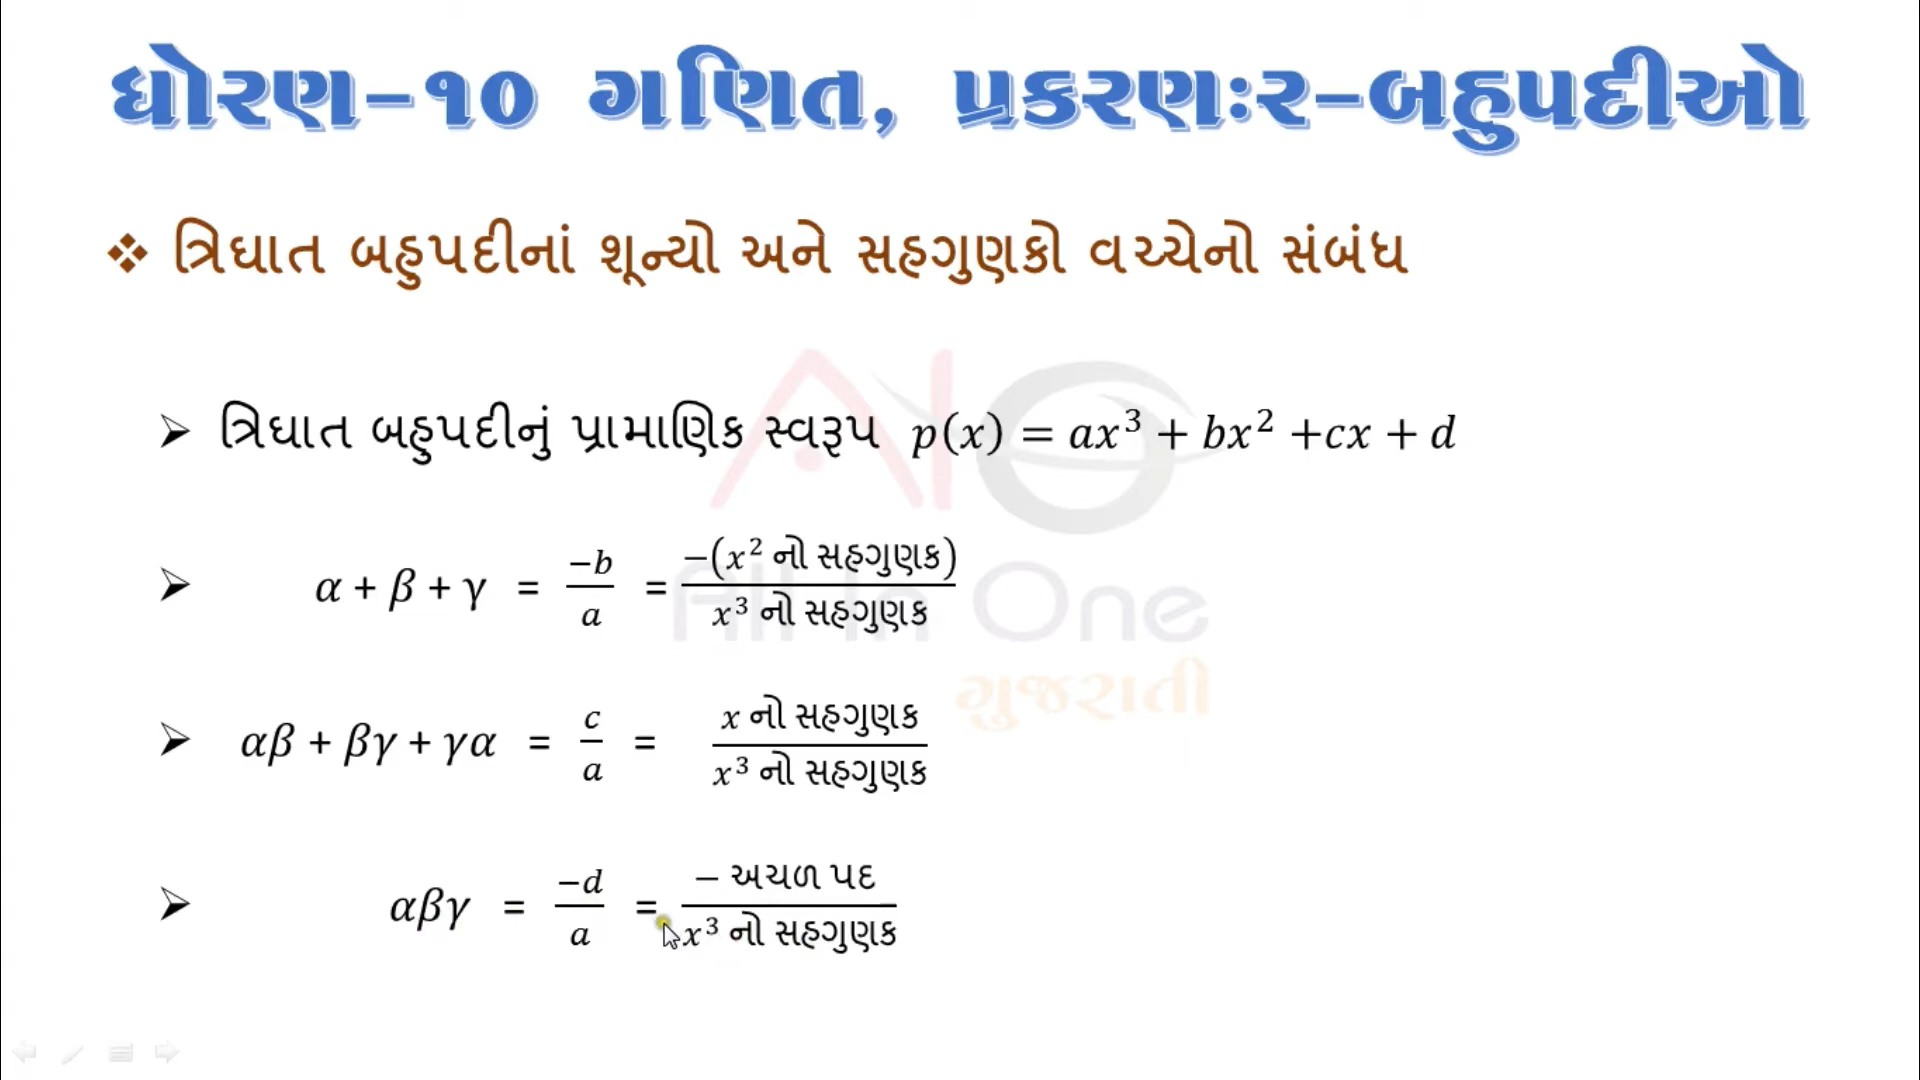 ધોરણ-૧૦ ગણિત, પ્રકરણઃ૨-બહુપદીઓ
❖ ત્રિઘાત બહુપદીનાં શૂન્યો અને સહગુણકો વચ્ચેનો સંબંધ
➢ ત્રિઘાત બહુપદીનું પ્રામાણિક સ્વરૂપ p(x) = ax³ + bx² +cx + d
➢ α + β + γ = −b/a = −(x² નો સહગુણક)/x³ નો સહગુણક
➢ αβ + βγ + γα = c/a = x નો સહગુણક/x³ નો સહગુણક
➢ αβγ = −d/a = − અચળ પદ/x³ નો સહગુણક
AIO
All In One
ગુજરાતી